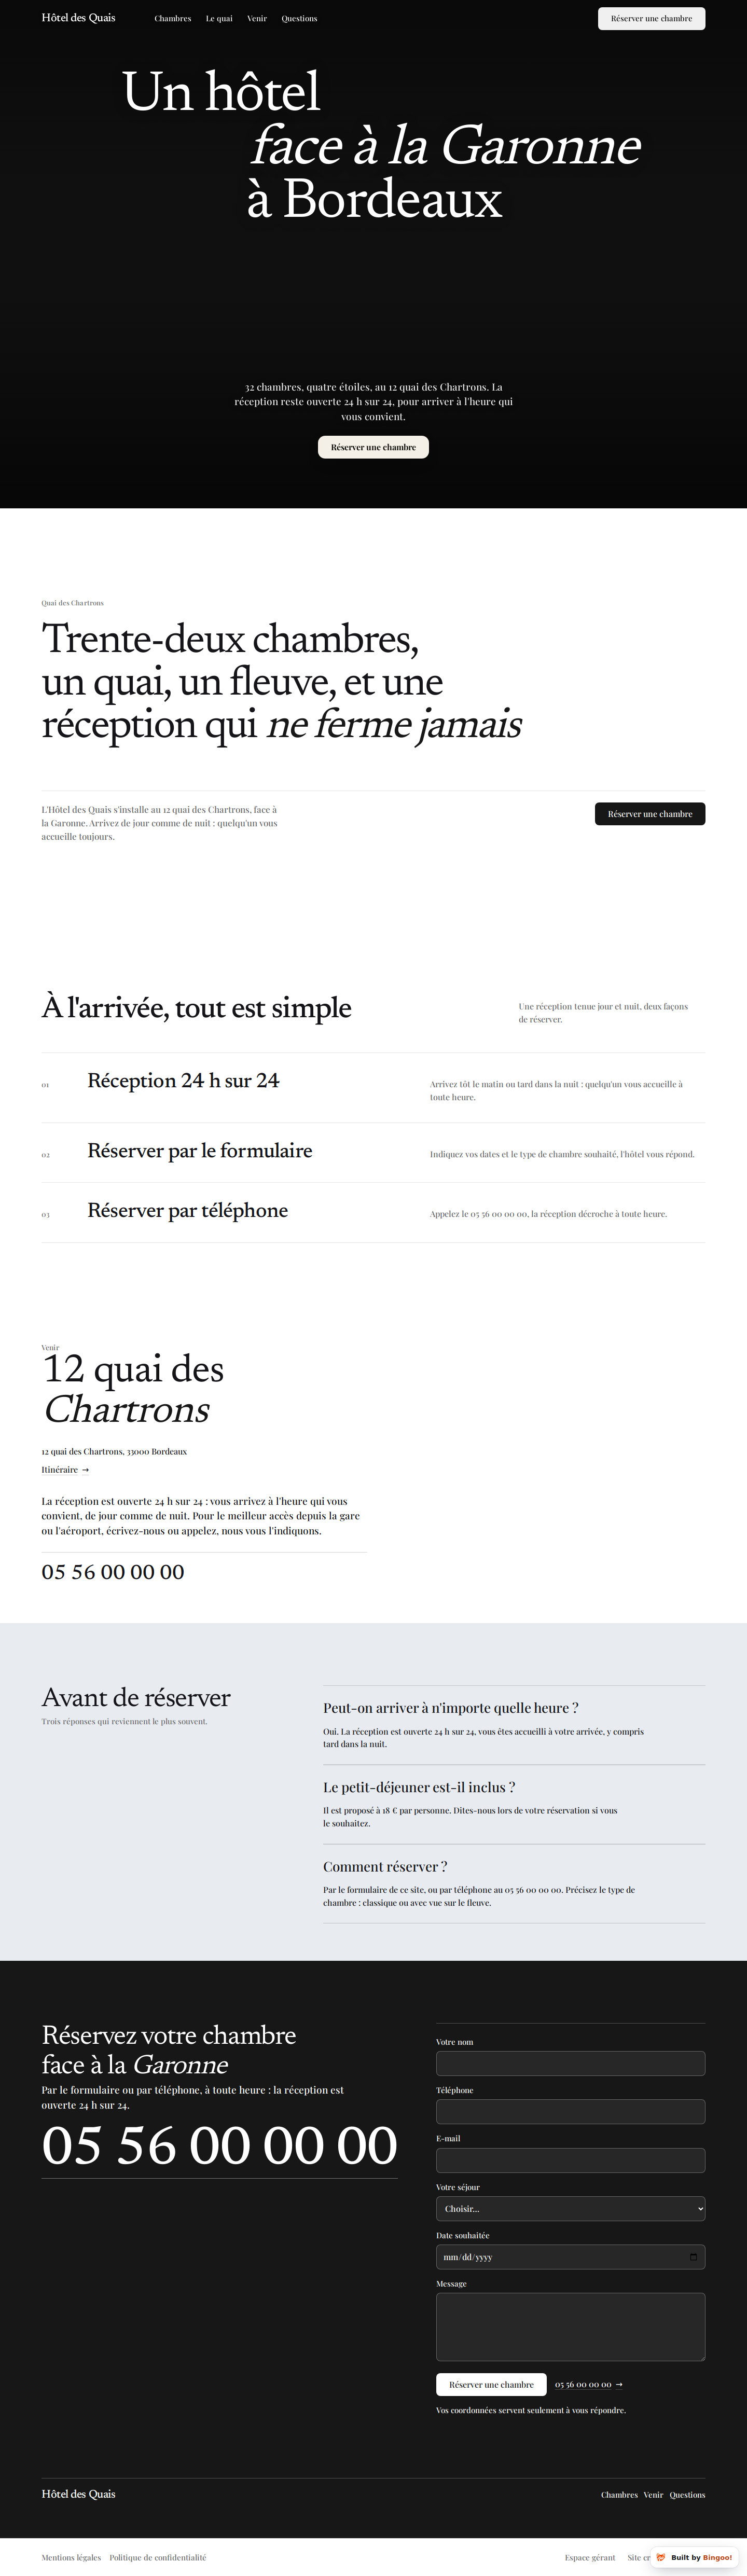 Hôtel des Quais
Chambres
Le quai
Venir
Questions
Réserver une chambre
Un hôtel
face à la Garonne
à Bordeaux
32 chambres, quatre étoiles, au 12 quai des Chartrons. La
réception reste ouverte 24 h sur 24, pour arriver à l'heure qui
vous convient.
Réserver une chambre
Quai des Chartrons
Trente-deux chambres,
un quai, un fleuve, et une
réception qui ne ferme jamais
L'Hôtel des Quais s'installe au 12 quai des Chartrons, face à
la Garonne. Arrivez de jour comme de nuit : quelqu'un vous
accueille toujours.
Réserver une chambre
À l'arrivée, tout est simple
Une réception tenue jour et nuit, deux façons
de réserver.
01
Réception 24 h sur 24
Arrivez tôt le matin ou tard dans la nuit : quelqu'un vous accueille à
toute heure.
02
Réserver par le formulaire
Indiquez vos dates et le type de chambre souhaité, l'hôtel vous répond.
03
Réserver par téléphone
Appelez le 05 56 00 00 00, la réception décroche à toute heure.
Venir
12 quai des
Chartrons
12 quai des Chartrons, 33000 Bordeaux
Itinéraire →
La réception est ouverte 24 h sur 24 : vous arrivez à l'heure qui vous
convient, de jour comme de nuit. Pour le meilleur accès depuis la gare
ou l'aéroport, écrivez-nous ou appelez, nous vous l'indiquons.
05 56 00 00 00
Avant de réserver
Trois réponses qui reviennent le plus souvent.
Peut-on arriver à n'importe quelle heure ?
Oui. La réception est ouverte 24 h sur 24, vous êtes accueilli à votre arrivée, y compris
tard dans la nuit.
Le petit-déjeuner est-il inclus ?
Il est proposé à 18 € par personne. Dites-nous lors de votre réservation si vous
le souhaitez.
Comment réserver ?
Par le formulaire de ce site, ou par téléphone au 05 56 00 00 00. Précisez le type de
chambre : classique ou avec vue sur le fleuve.
Réservez votre chambre
face à la Garonne
Par le formulaire ou par téléphone, à toute heure : la réception est
ouverte 24 h sur 24.
05 56 00 00 00
Votre nom
Téléphone
E-mail
Votre séjour
Choisir...
Date souhaitée
mm/dd/yyyy
Message
Réserver une chambre
05 56 00 00 00 →
Vos coordonnées servent seulement à vous répondre.
Hôtel des Quais
Chambres
Venir
Questions
Mentions légales
Politique de confidentialité
Espace gérant
Site
Built by Bingoo!